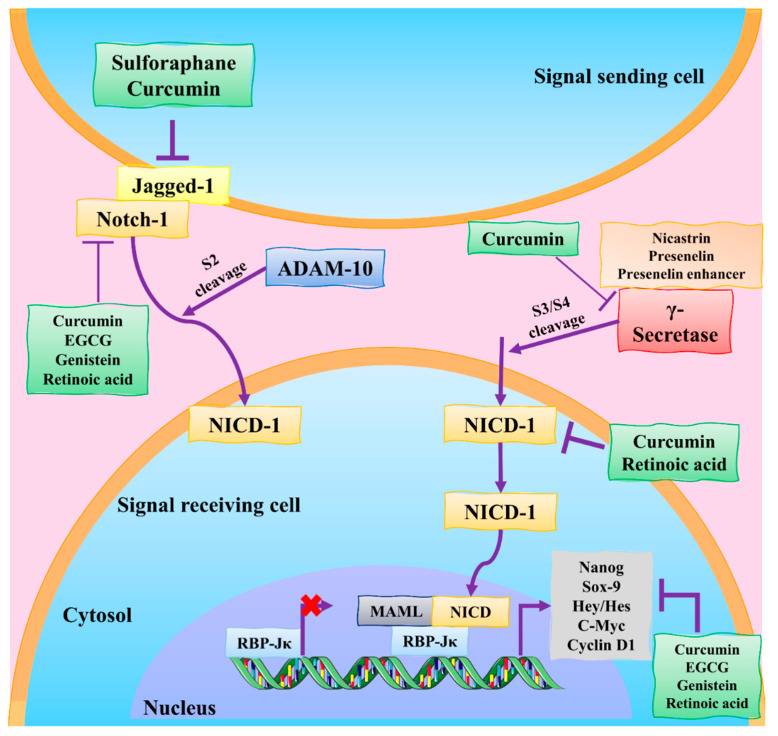 Sulforaphane
Curcumin
Signal sending cell
Jagged-1
Notch-1
S2
cleavage
ADAM-10
Curcumin
Nicastrin
Presenelin
Presenelin enhancer
γ-
Secretase
S3/S4
cleavage
Curcumin
EGCG
Genistein
Retinoic acid
NICD-1
NICD-1
Curcumin
Retinoic acid
Signal receiving cell
NICD-1
Cytosol
Nanog
Sox-9
Hey/Hes
C-Myc
Cyclin D1
MAML
NICD
RBP-Jκ
RBP-Jκ
Curcumin
EGCG
Genistein
Retinoic acid
Nucleus